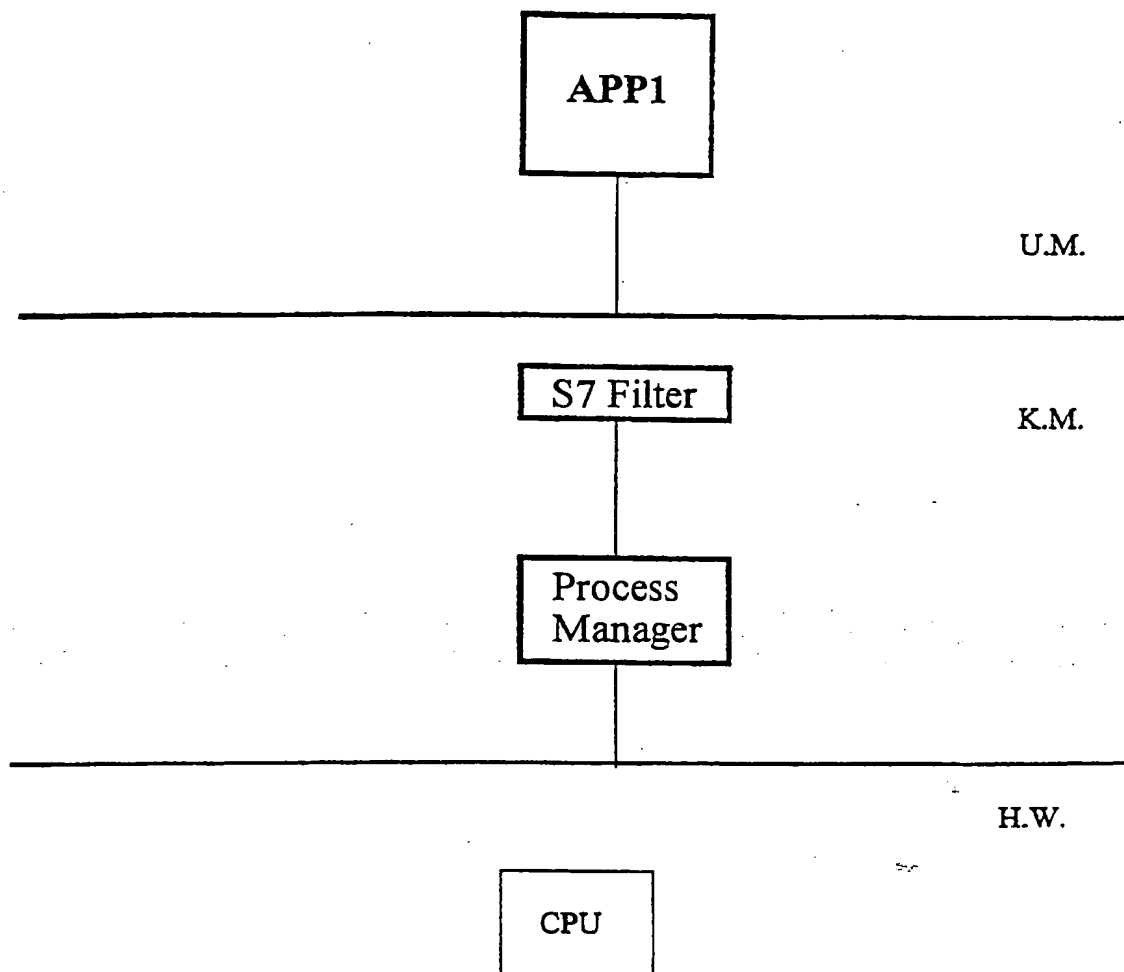 APP1
U.M.
S7 Filter
K.M.
Process
Manager
H.W.
CPU